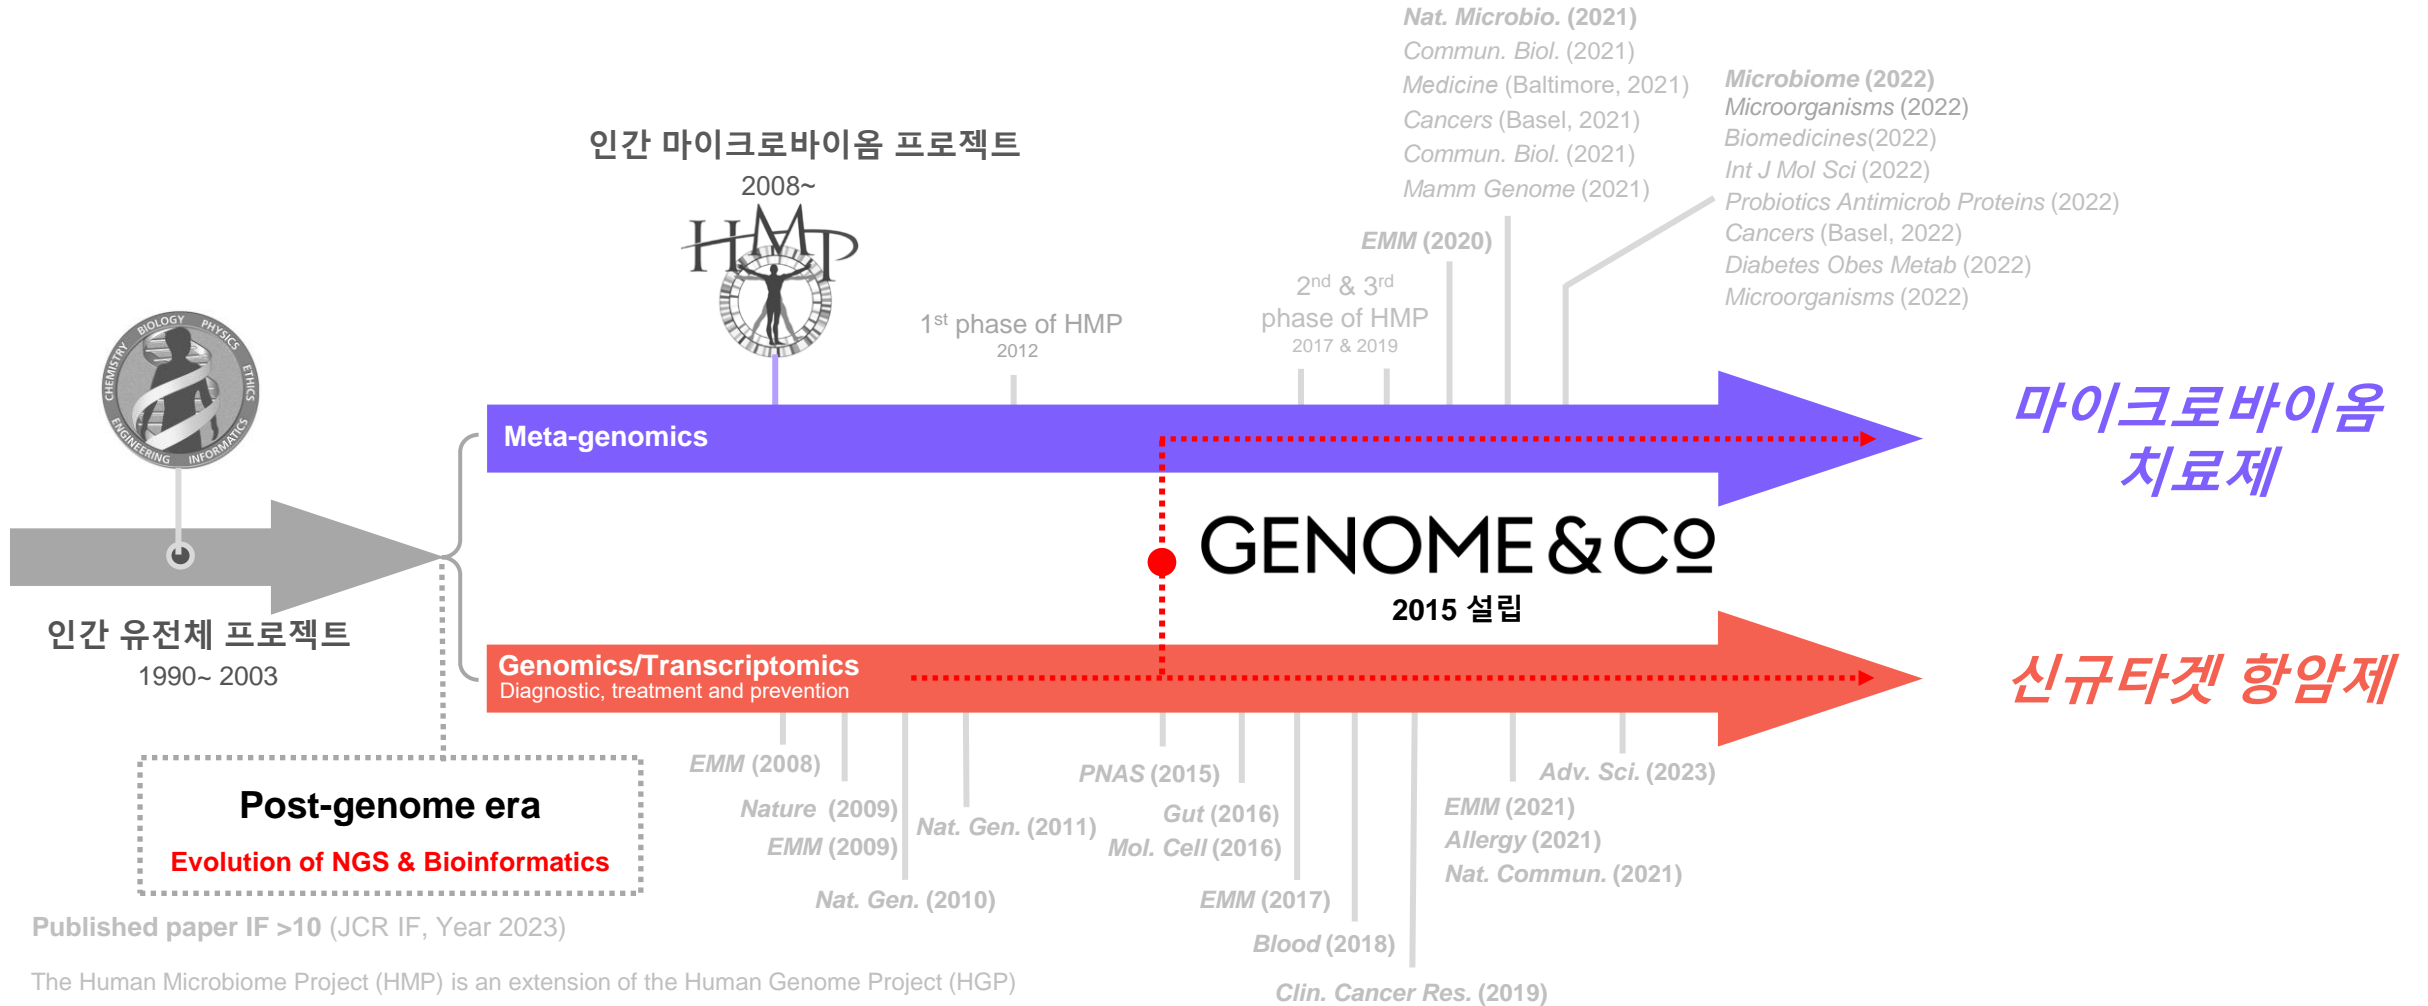 Nat. Microbio. (2021)
Commun. Biol. (2021)
Medicine (Baltimore, 2021)
Cancers (Basel, 2021)
Commun. Biol. (2021)
Mamm Genome (2021)
Microbiome (2022)
Microorganisms (2022)
Biomedicines(2022)
Int J Mol Sci (2022)
Probiotics Antimicrob Proteins (2022)
Cancers (Basel, 2022)
Diabetes Obes Metab (2022)
Microorganisms (2022)
인간 마이크로바이옴 프로젝트
2008~
HMP
EMM (2020)
2nd & 3rd
phase of HMP
2017 & 2019
1st phase of HMP
2012
CHEMISTRY BIOLOGY PHYSICS ETHICS INFORMATICS ENGINEERING
Meta-genomics
마이크로바이옴
치료제
GENOME & Co
2015 설립
인간 유전체 프로젝트
1990~ 2003
Genomics/Transcriptomics
Diagnostic, treatment and prevention
신규타겟 항암제
EMM (2008)
Nature (2009)
EMM (2009)
Nat. Gen. (2010)
Nat. Gen. (2011)
PNAS (2015)
Gut (2016)
Mol. Cell (2016)
EMM (2017)
Blood (2018)
Clin. Cancer Res. (2019)
EMM (2021)
Allergy (2021)
Nat. Commun. (2021)
Adv. Sci. (2023)
Post-genome era
Evolution of NGS & Bioinformatics
Published paper IF >10 (JCR IF, Year 2023)
The Human Microbiome Project (HMP) is an extension of the Human Genome Project (HGP)